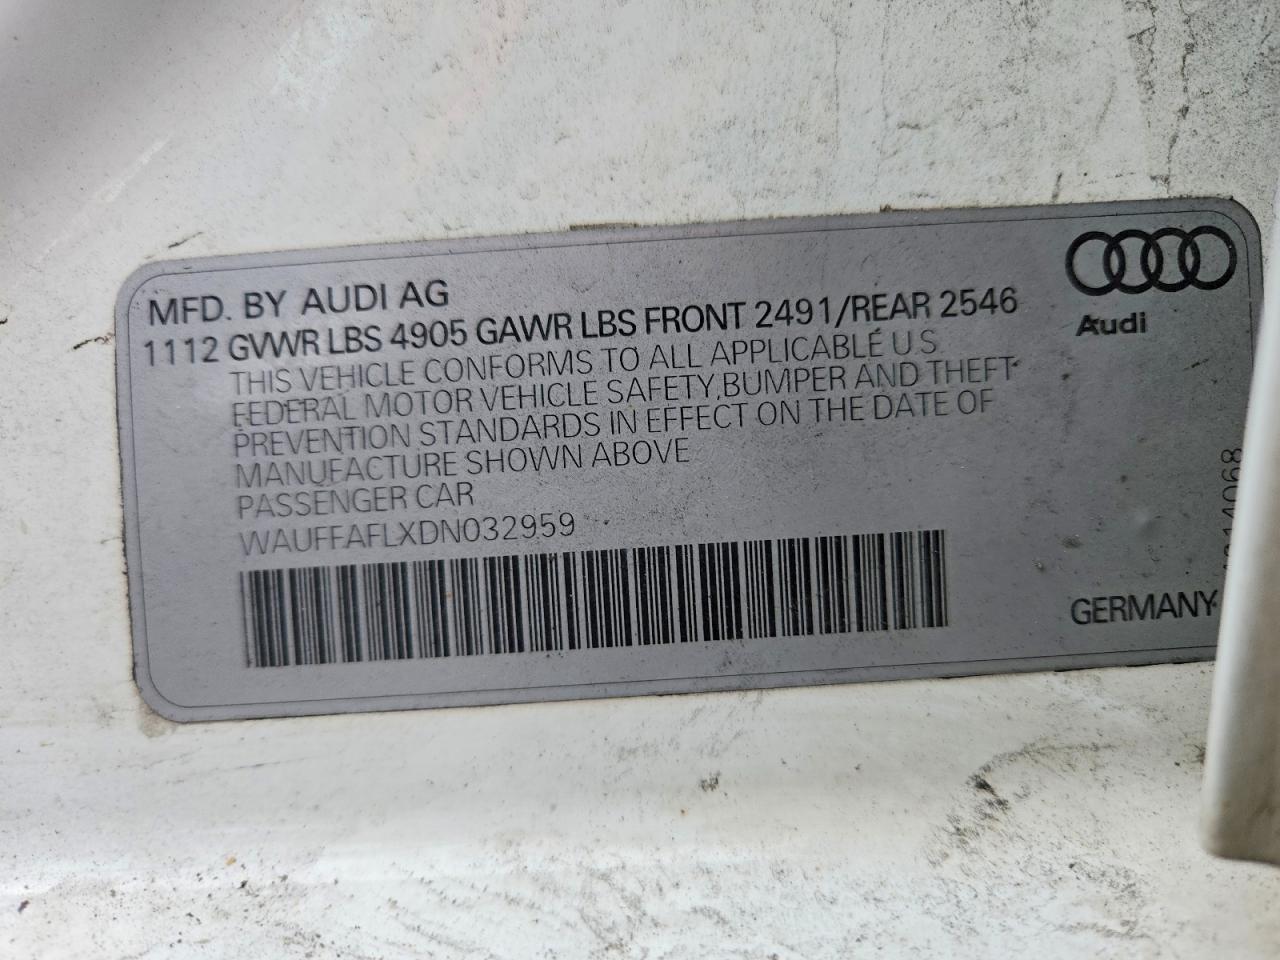 MFD. BY AUDI AG
1112 GVWR LBS 4905 GAWR LBS FRONT 2491/REAR 2546
THIS VEHICLE CONFORMS TO ALL APPLICABLE U.S.
FEDERAL MOTOR VEHICLE SAFETY, BUMPER AND THEFT
PREVENTION STANDARDS IN EFFECT ON THE DATE OF
MANUFACTURE SHOWN ABOVE
PASSENGER CAR
WAUFFAFLXDN032959
Audi
GERMANY